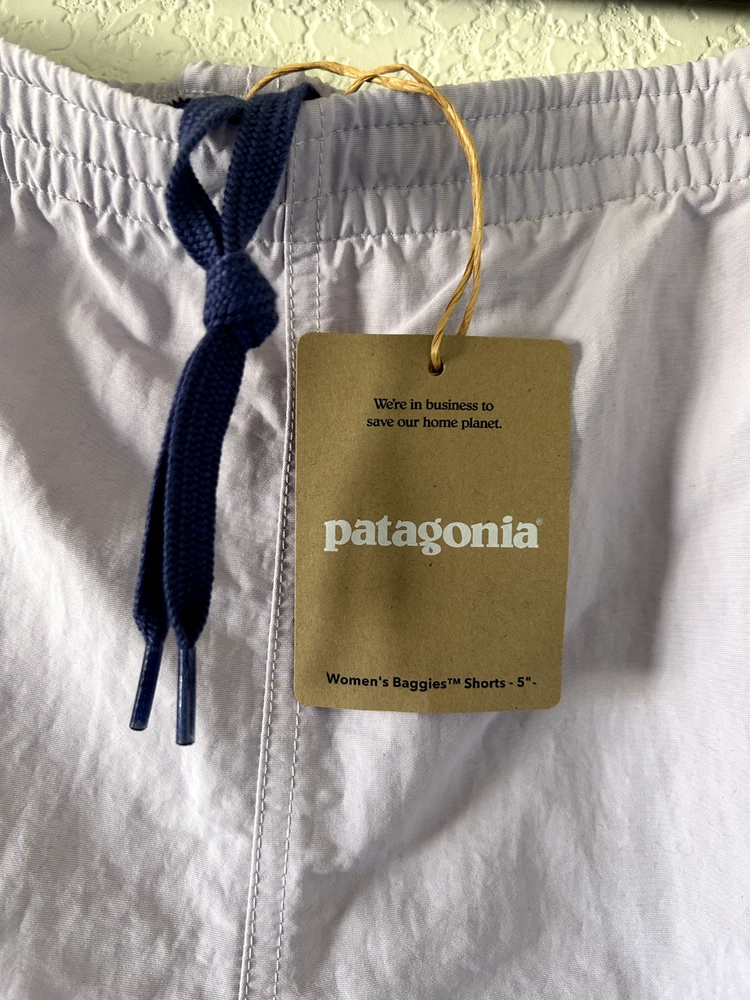 We're in business to
save our home planet.
patagonia®
Women's Baggies™ Shorts - 5"-